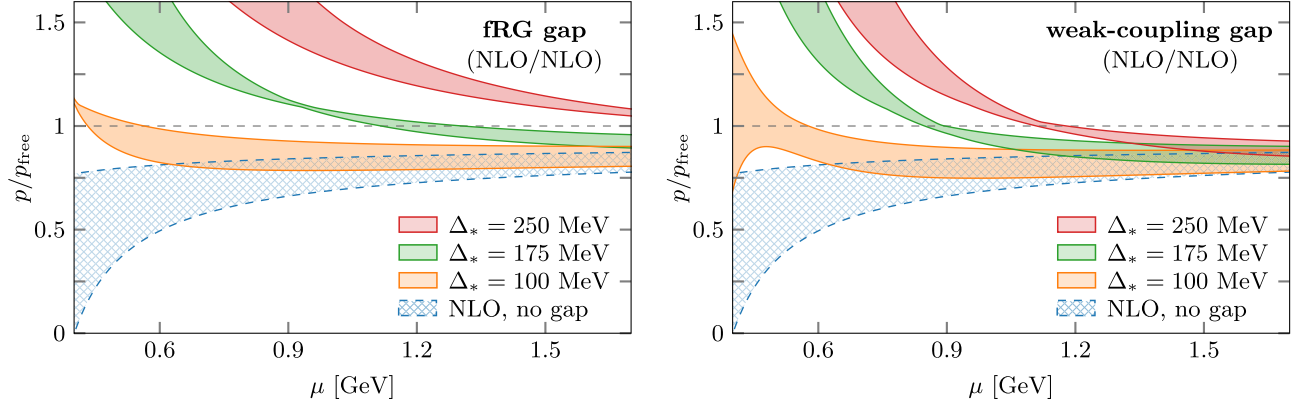 fRG gap
(NLO/NLO)
p/p_free
1.5
1
0.5
0
Δ_* = 250 MeV
Δ_* = 175 MeV
Δ_* = 100 MeV
NLO, no gap
0.6 0.9 1.2 1.5
μ [GeV]
weak-coupling gap
(NLO/NLO)
p/p_free
1.5
1
0.5
0
Δ_* = 250 MeV
Δ_* = 175 MeV
Δ_* = 100 MeV
NLO, no gap
0.6 0.9 1.2 1.5
μ [GeV]